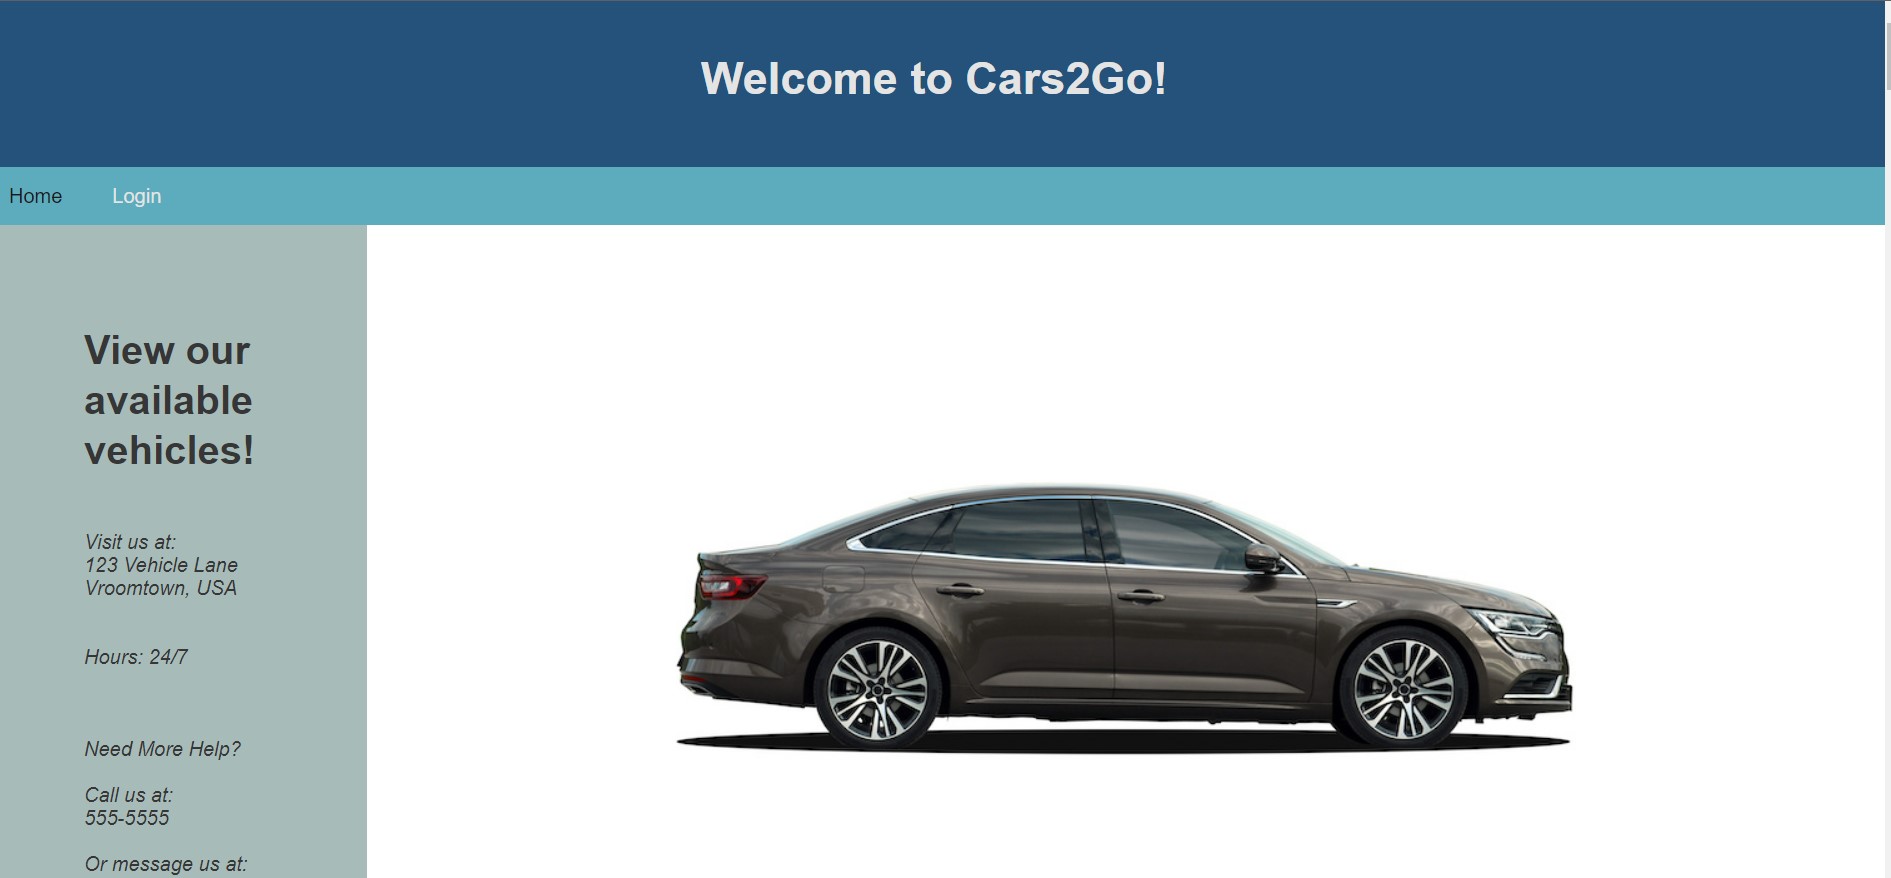 Welcome to Cars2Go!
Home Login
View our
available
vehicles!
Visit us at:
123 Vehicle Lane
Vroomtown, USA
Hours: 24/7
Need More Help?
Call us at:
555-5555
Or message us at: